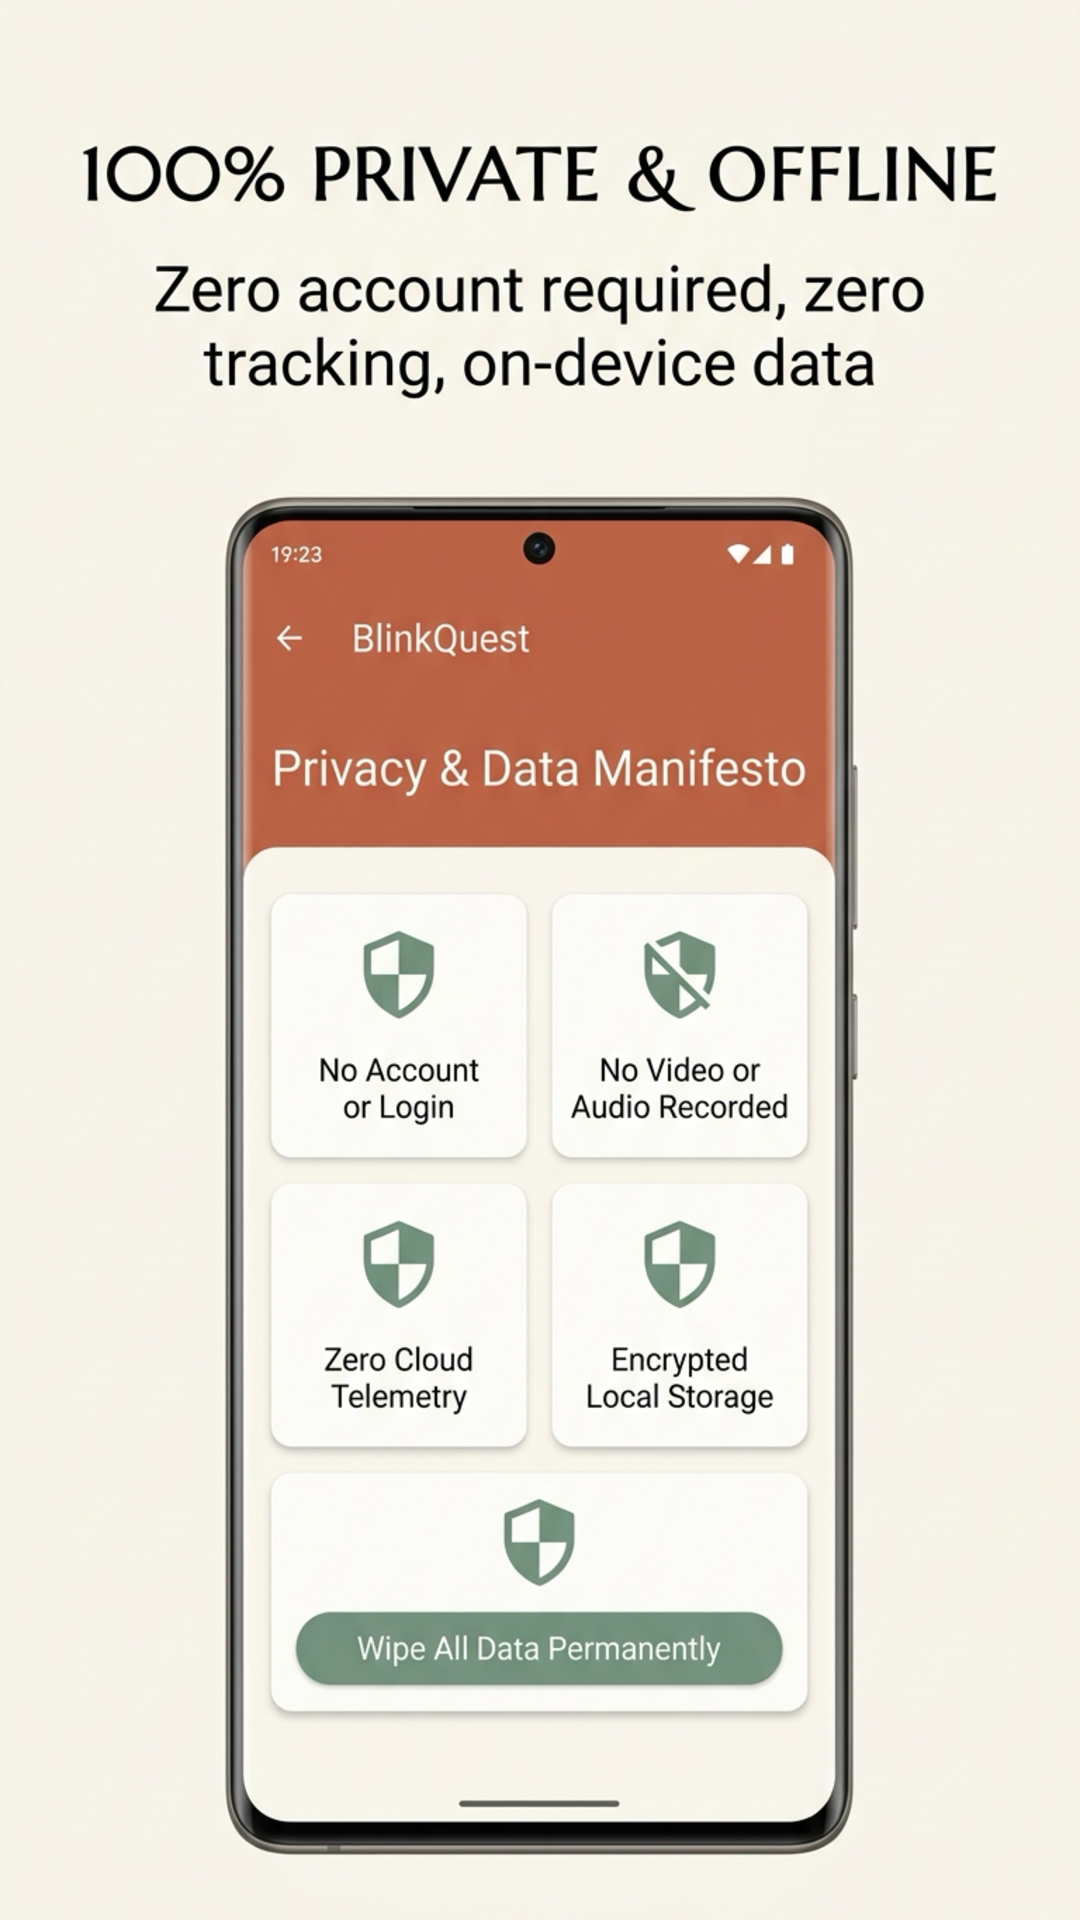 100% PRIVATE & OFFLINE
Zero account required, zero
tracking, on-device data
19:23
BlinkQuest
Privacy & Data Manifesto
No Account
or Login
No Video or
Audio Recorded
Zero Cloud
Telemetry
Encrypted
Local Storage
Wipe All Data Permanently